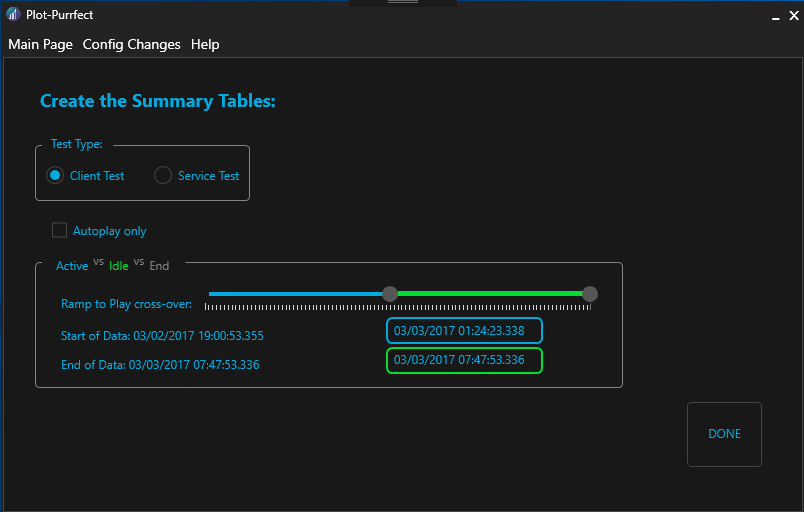 Plot-Purrfect
Main Page Config Changes Help
Create the Summary Tables:
Test Type:
Client Test Service Test
Autoplay only
Active vs Idle vs End
Ramp to Play cross-over:
Start of Data: 03/02/2017 19:00:53.355 03/03/2017 01:24:23.338
End of Data: 03/03/2017 07:47:53.336 03/03/2017 07:47:53.336
DONE